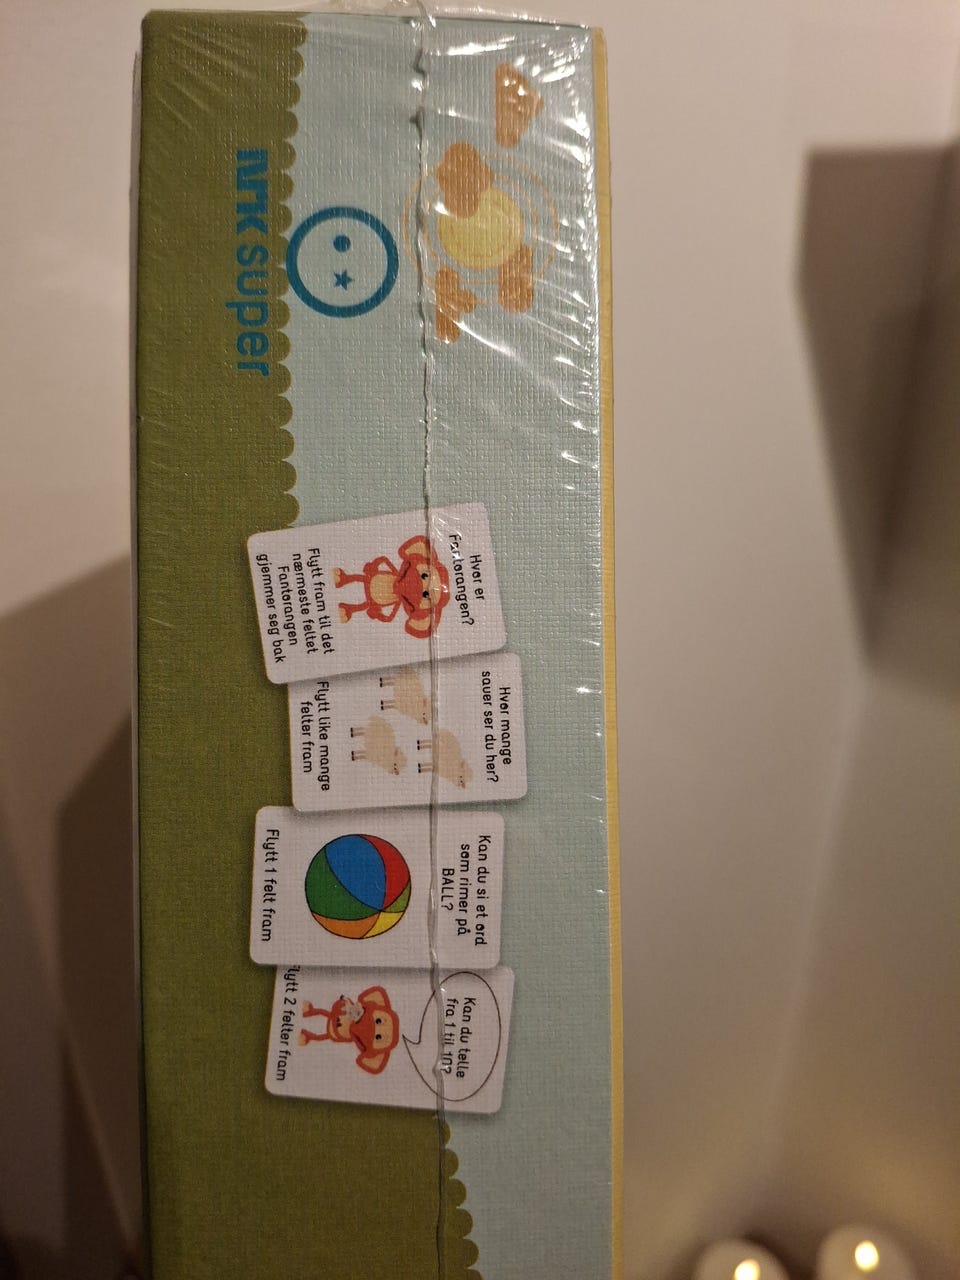 NRK super
Hvor er
Fantorangen?
Flytt fram til det
nærmeste feltet
Fantorangen
gjemmer seg bak
Hvor mange
sauer ser du her?
Flytt like mange
felter fram
Kan du si et ord
som rimer på
BALL?
Flytt 1 felt fram
Kan du telle
fra 1 til 10?
Flytt 2 felter fram